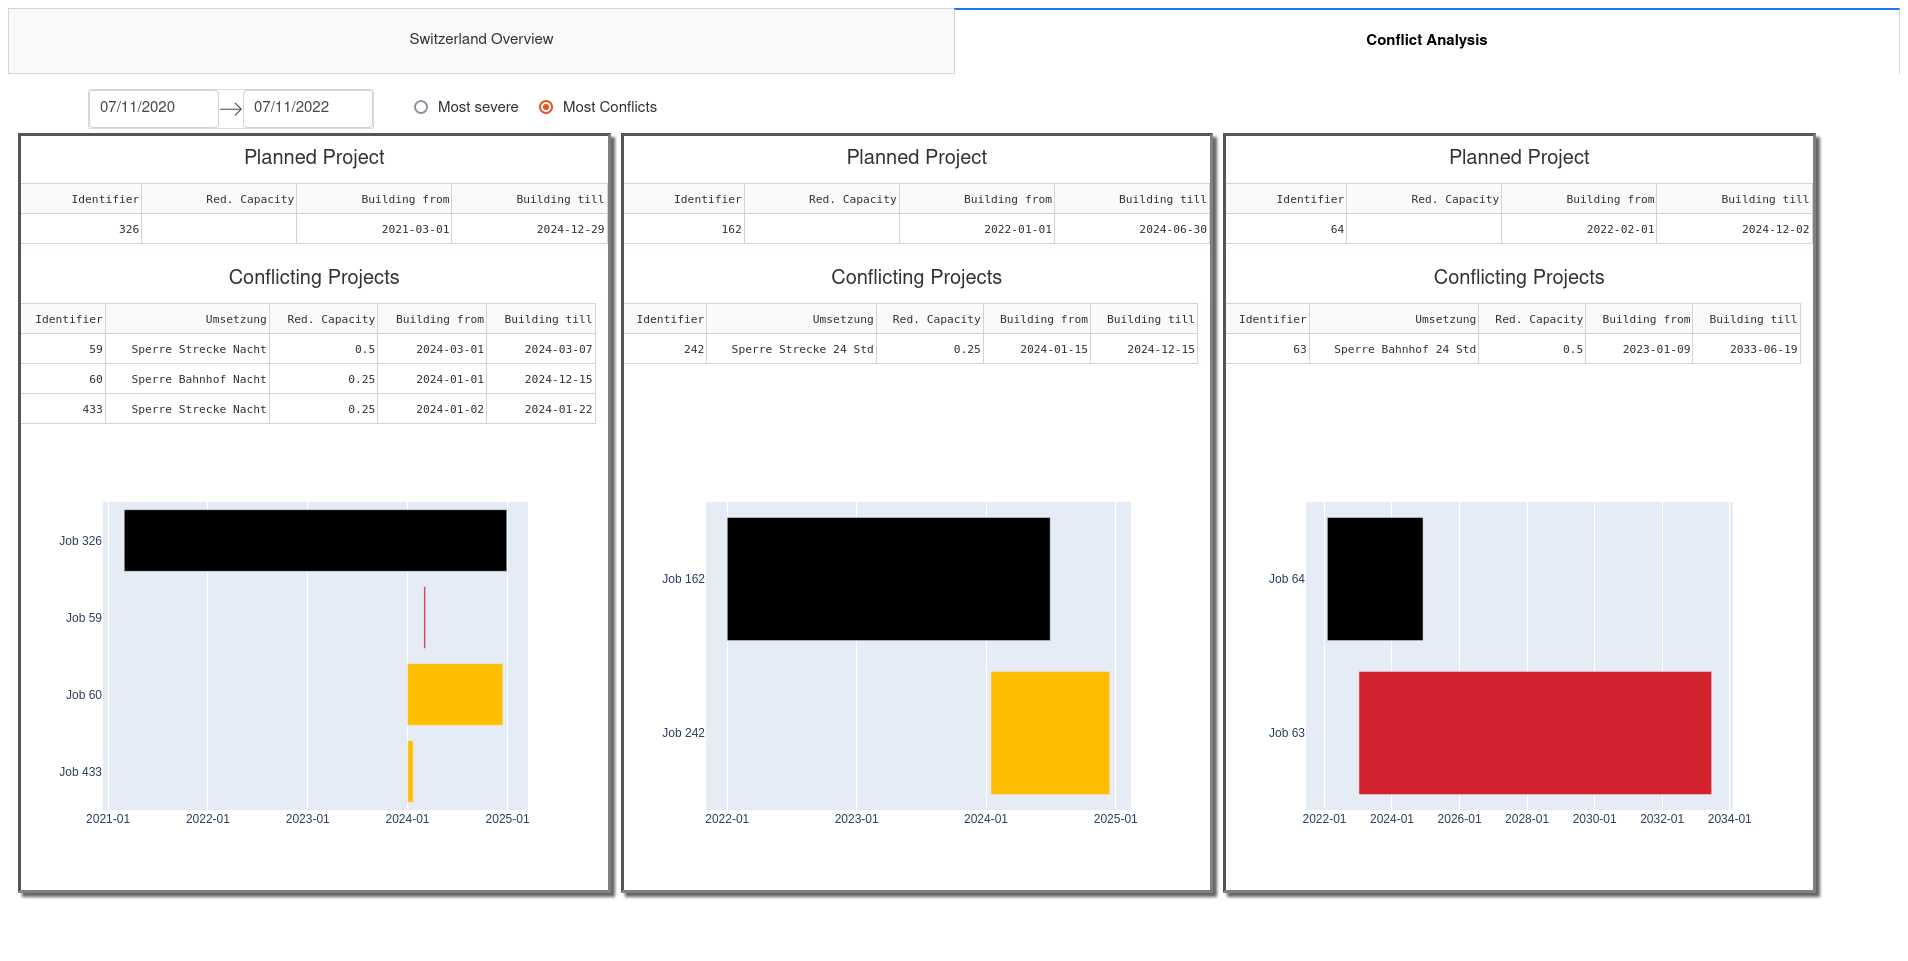 Switzerland Overview
Conflict Analysis
07/11/2020 → 07/11/2022 Most severe Most Conflicts
Planned Project
Identifier Red. Capacity Building from Building till
326 2021-03-01 2024-12-29
Conflicting Projects
Identifier Umsetzung Red. Capacity Building from Building till
59 Sperre Strecke Nacht 0.5 2024-03-01 2024-03-07
60 Sperre Bahnhof Nacht 0.25 2024-01-01 2024-12-15
433 Sperre Strecke Nacht 0.25 2024-01-02 2024-01-22
Job 326
Job 59
Job 60
Job 433
2021-01 2022-01 2023-01 2024-01 2025-01
Planned Project
Identifier Red. Capacity Building from Building till
162 2022-01-01 2024-06-30
Conflicting Projects
Identifier Umsetzung Red. Capacity Building from Building till
242 Sperre Strecke 24 Std 0.25 2024-01-15 2024-12-15
Job 162
Job 242
2022-01 2023-01 2024-01 2025-01
Planned Project
Identifier Red. Capacity Building from Building till
64 2022-02-01 2024-12-02
Conflicting Projects
Identifier Umsetzung Red. Capacity Building from Building till
63 Sperre Bahnhof 24 Std 0.5 2023-01-09 2033-06-19
Job 64
Job 63
2022-01 2024-01 2026-01 2028-01 2030-01 2032-01 2034-01